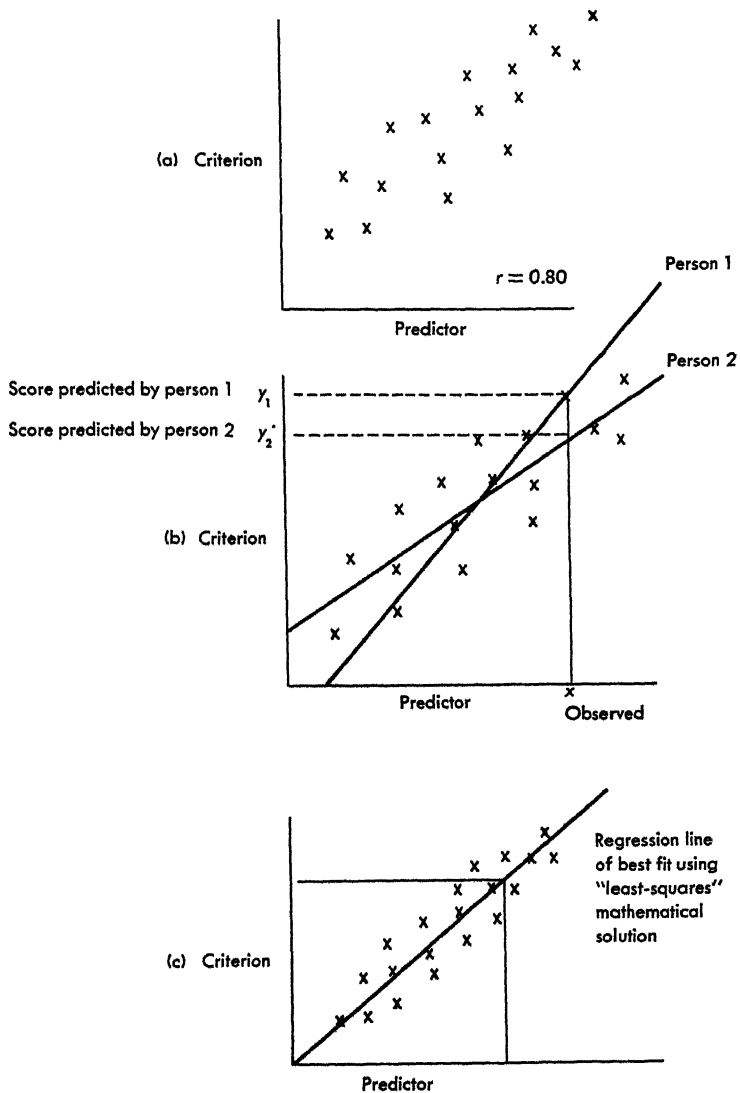 (a) Criterion
r = 0.80
Predictor
Person 1
Person 2
Score predicted by person 1 y₁
Score predicted by person 2 y₂
(b) Criterion
Predictor
x
Observed
Regression line
of best fit using
"least-squares"
mathematical
solution
(c) Criterion
Predictor